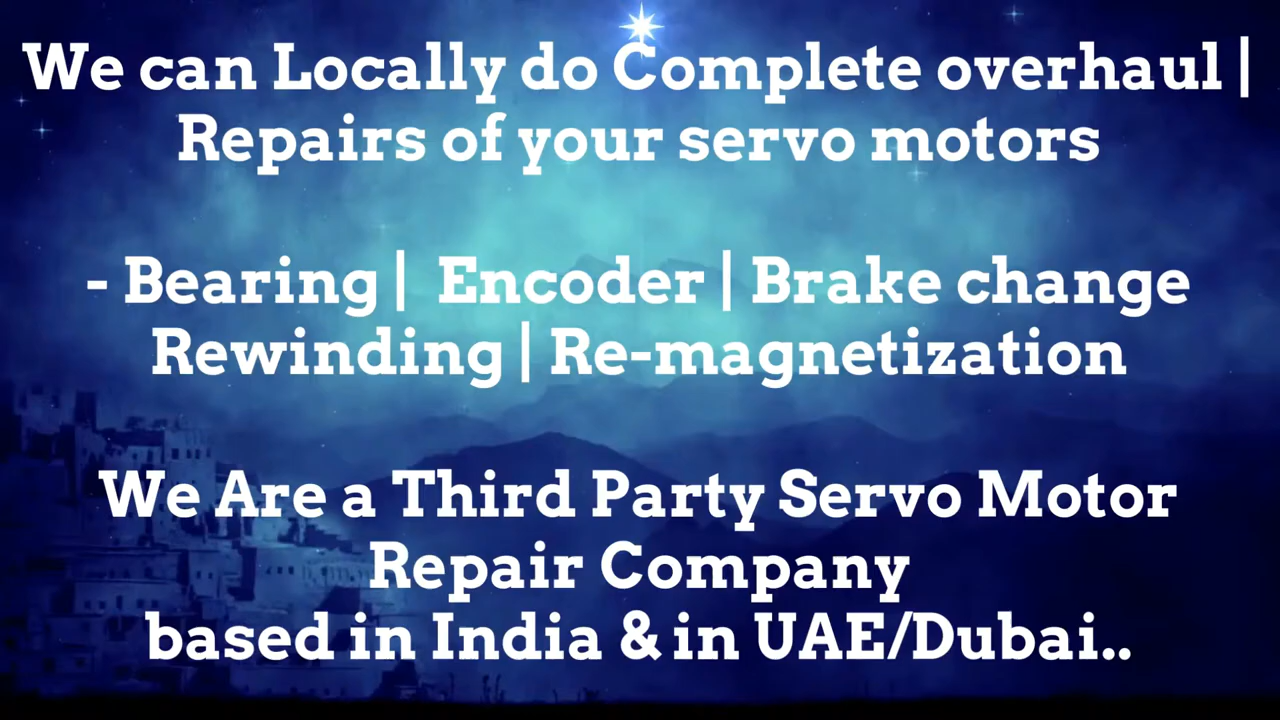 We can Locally do Complete overhaul |
Repairs of your servo motors
- Bearing | Encoder | Brake change
Rewinding | Re-magnetization
We Are a Third Party Servo Motor
Repair Company
based in India & in UAE/Dubai..